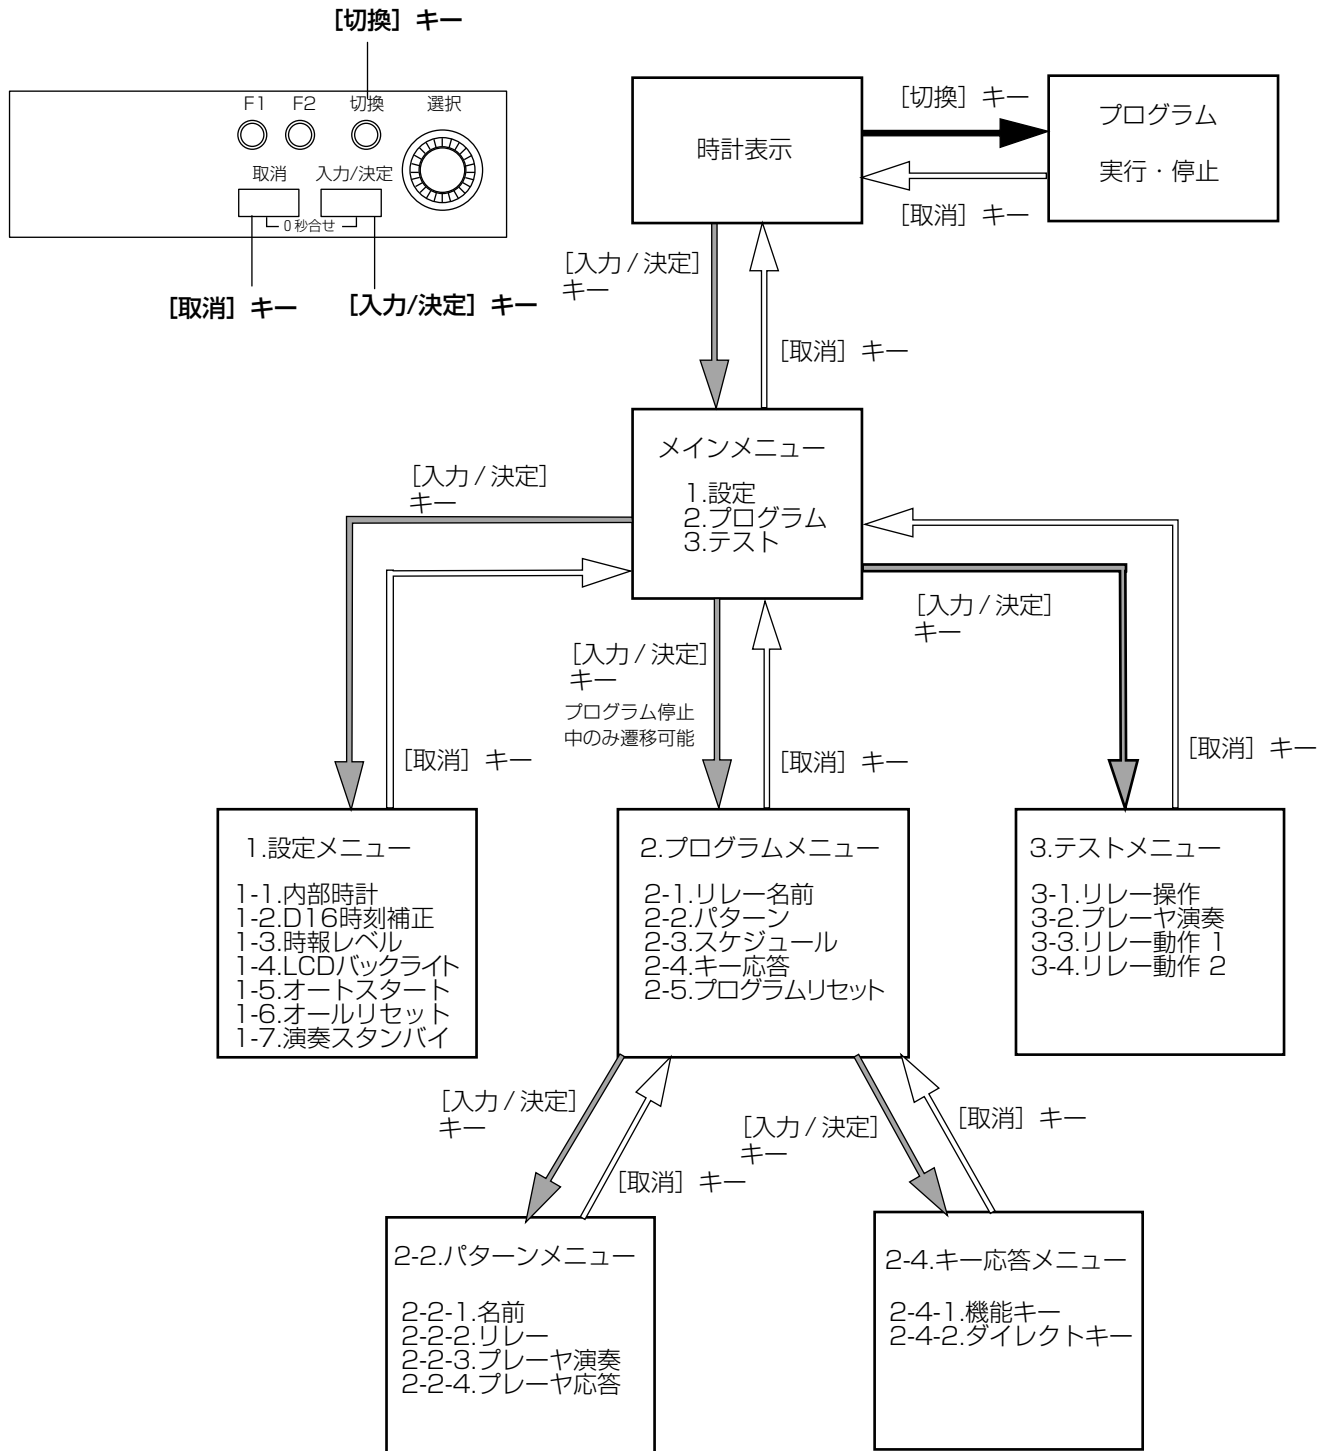 [切換] キー
F1 F2 切換 選択
取消 入力/決定
0秒合せ
[取消] キー [入力/決定] キー
時計表示
[切換] キー
[取消] キー
プログラム
実行・停止
[入力/決定]
キー
[取消] キー
メインメニュー
1.設定
2.プログラム
3.テスト
[入力/決定]
キー
[入力/決定]
キー
[入力/決定]
キー
プログラム停止
中のみ遷移可能
[取消] キー
[取消] キー
[取消] キー
1.設定メニュー
1-1.内部時計
1-2.D16時刻補正
1-3.時報レベル
1-4.LCDバックライト
1-5.オートスタート
1-6.オールリセット
1-7.演奏スタンバイ
2.プログラムメニュー
2-1.リレー名前
2-2.パターン
2-3.スケジュール
2-4.キー応答
2-5.プログラムリセット
3.テストメニュー
3-1.リレー操作
3-2.プレーヤ演奏
3-3.リレー動作 1
3-4.リレー動作 2
[入力/決定]
キー
[取消] キー
[入力/決定]
キー
[取消] キー
2-2.パターンメニュー
2-2-1.名前
2-2-2.リレー
2-2-3.プレーヤ演奏
2-2-4.プレーヤ応答
2-4.キー応答メニュー
2-4-1.機能キー
2-4-2.ダイレクトキー